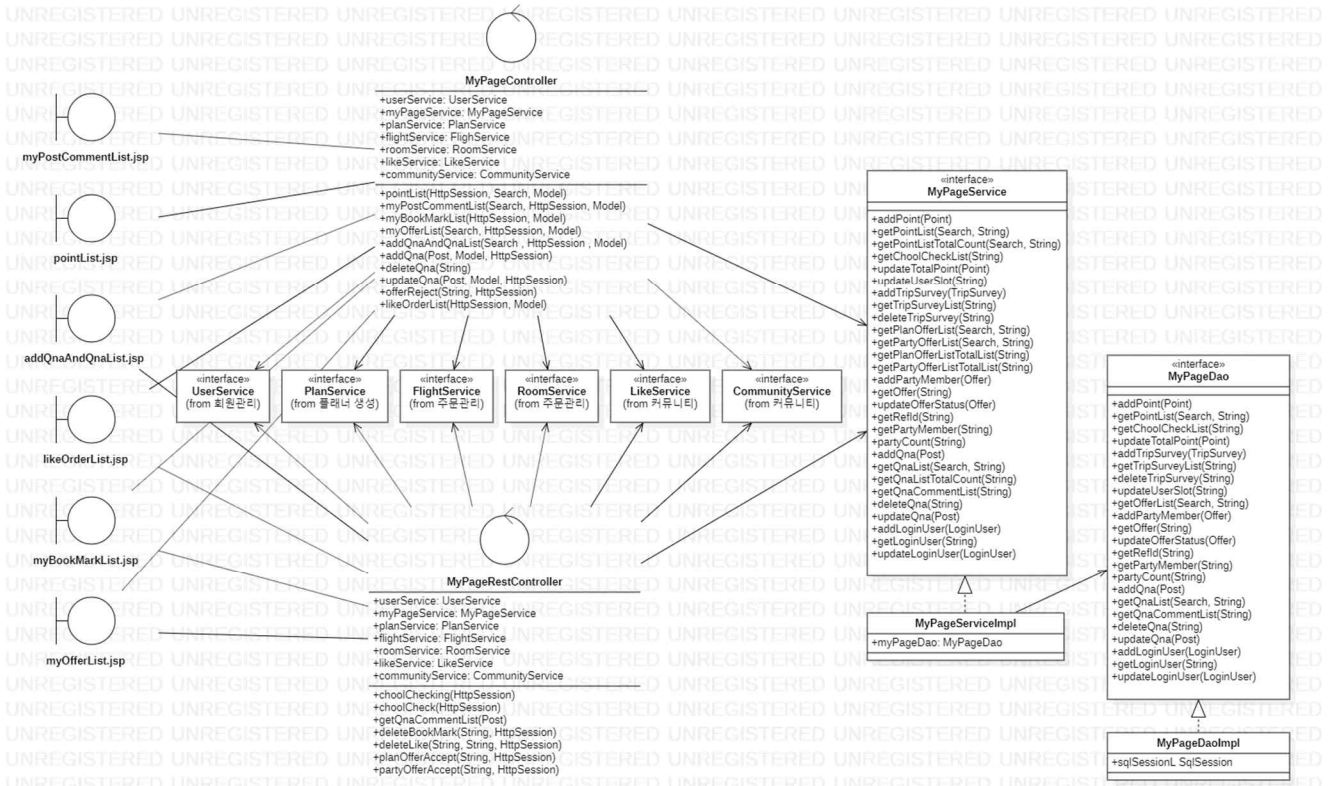 MyPageController
+userService: UserService
+myPageService: MyPageService
+planService: PlanService
+flightService: FlighService
+roomService: RoomService
+likeService: LikeService
+communityService: CommunityService
+pointList(HttpSession, Search, Model)
+myPostCommentList(Search, HttpSession, Model)
+myBookMarkList(HttpSession, Model)
+myOfferList(Search, HttpSession, Model)
+addQnaAndQnaList(Search , HttpSession , Model)
+addQna(Post, Model, HttpSession)
+deleteQna(String)
+updateQna(Post, Model, HttpSession)
+offerReject(String, HttpSession)
+likeOrderList(HttpSession, Model)
myPostCommentList.jsp
pointList.jsp
addQnaAndQnaList.jsp
likeOrderList.jsp
myBookMarkList.jsp
myOfferList.jsp
«interface»
UserService
(from 회원관리)
«interface»
PlanService
(from 플래너 생성)
«interface»
FlightService
(from 주문관리)
«interface»
RoomService
(from 주문관리)
«interface»
LikeService
(from 커뮤니티)
«interface»
CommunityService
(from 커뮤니티)
MyPageRestController
+userService: UserService
+myPageService: MyPageService
+planService: PlanService
+flightService: FlightService
+roomService: RoomService
+likeService: LikeService
+communityService: CommunityService
+choolChecking(HttpSession)
+choolCheck(HttpSession)
+getQnaCommentList(Post)
+deleteBookMark(String, HttpSession)
+deleteLike(String, String, HttpSession)
+planOfferAccept(String, HttpSession)
+partyOfferAccept(String, HttpSession)
«interface»
MyPageService
+addPoint(Point)
+getPointList(Search, String)
+getPointListTotalCount(Search, String)
+getChoolCheckList(String)
+updateTotalPoint(Point)
+updateUserSlot(String)
+addTripSurvey(TripSurvey)
+getTripSurveyList(String)
+deleteTripSurvey(String)
+getPlanOfferList(Search, String)
+getPartyOfferList(Search, String)
+getPlanOfferListTotalList(String)
+getPartyOfferListTotalList(String)
+addPartyMember(Offer)
+getOffer(String)
+updateOfferStatus(Offer)
+getRefId(String)
+getPartyMember(String)
+partyCount(String)
+addQna(Post)
+getQnaList(Search, String)
+getQnaListTotalCount(String)
+getQnaCommentList(String)
+deleteQna(String)
+updateQna(Post)
+addLoginUser(LoginUser)
+getLoginUser(String)
+updateLoginUser(LoginUser)
MyPageServiceImpl
+myPageDao: MyPageDao
«interface»
MyPageDao
+addPoint(Point)
+getPointList(Search, String)
+getChoolCheckList(String)
+updateTotalPoint(Point)
+addTripSurvey(TripSurvey)
+getTripSurveyList(String)
+deleteTripSurvey(String)
+updateUserSlot(String)
+getOfferList(Search, String)
+addPartyMember(Offer)
+getOffer(String)
+updateOfferStatus(Offer)
+getRefId(String)
+getPartyMember(String)
+partyCount(String)
+addQna(Post)
+getQnaList(Search, String)
+getQnaCommentList(String)
+deleteQna(String)
+updateQna(Post)
+addLoginUser(LoginUser)
+getLoginUser(String)
+updateLoginUser(LoginUser)
MyPageDaoImpl
+sqlSessionL SqlSession